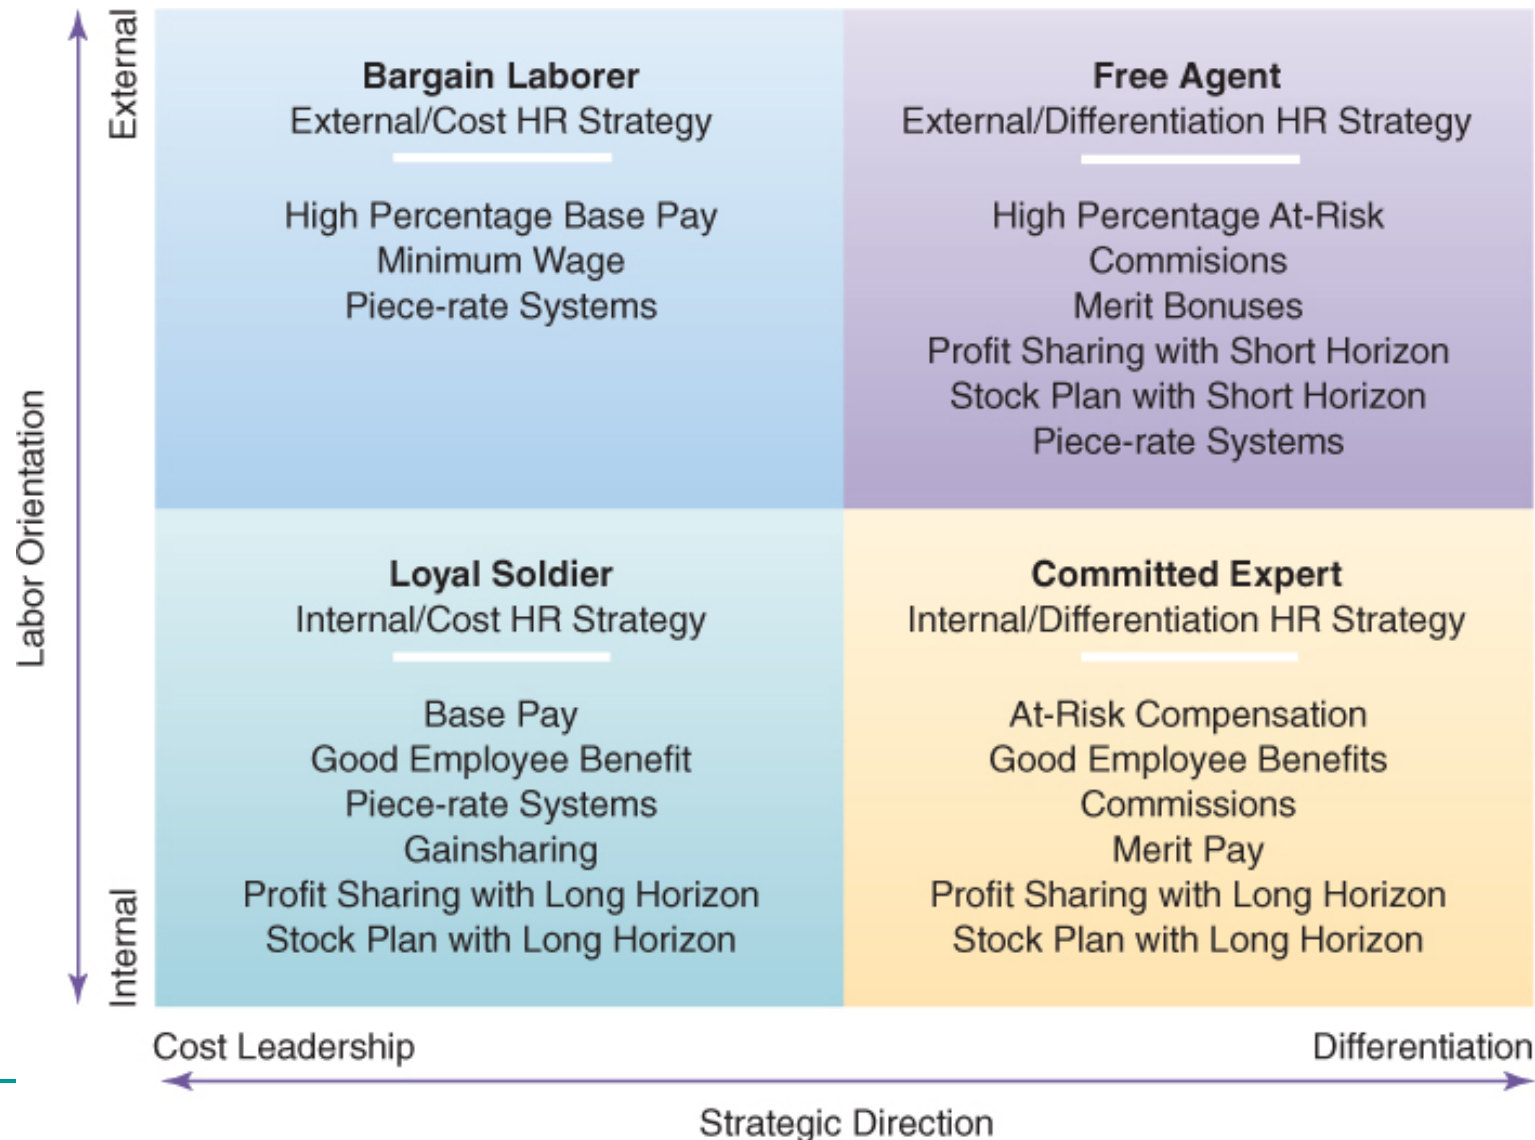 External
Labor Orientation
Internal
Bargain Laborer
External/Cost HR Strategy
High Percentage Base Pay
Minimum Wage
Piece-rate Systems
Free Agent
External/Differentiation HR Strategy
High Percentage At-Risk
Commisions
Merit Bonuses
Profit Sharing with Short Horizon
Stock Plan with Short Horizon
Piece-rate Systems
Loyal Soldier
Internal/Cost HR Strategy
Base Pay
Good Employee Benefit
Piece-rate Systems
Gainsharing
Profit Sharing with Long Horizon
Stock Plan with Long Horizon
Committed Expert
Internal/Differentiation HR Strategy
At-Risk Compensation
Good Employee Benefits
Commissions
Merit Pay
Profit Sharing with Long Horizon
Stock Plan with Long Horizon
Cost Leadership
Differentiation
Strategic Direction